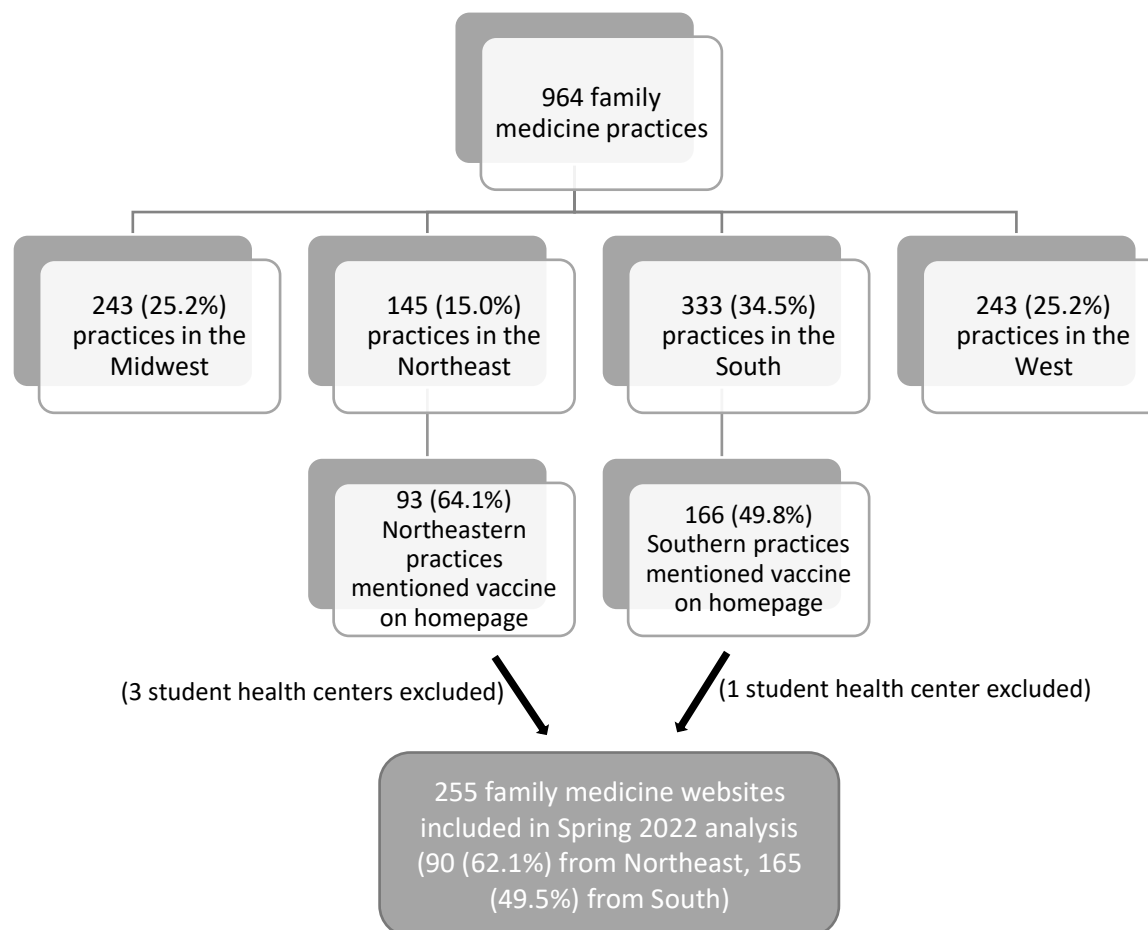 964 family
medicine practices
243 (25.2%)
practices in the
Midwest
145 (15.0%)
practices in the
Northeast
333 (34.5%)
practices in the
South
243 (25.2%)
practices in the
West
93 (64.1%)
Northeastern
practices
mentioned vaccine
on homepage
166 (49.8%)
Southern practices
mentioned vaccine
on homepage
(3 student health centers excluded)
(1 student health center excluded)
255 family medicine websites
included in Spring 2022 analysis
(90 (62.1%) from Northeast, 165
(49.5%) from South)